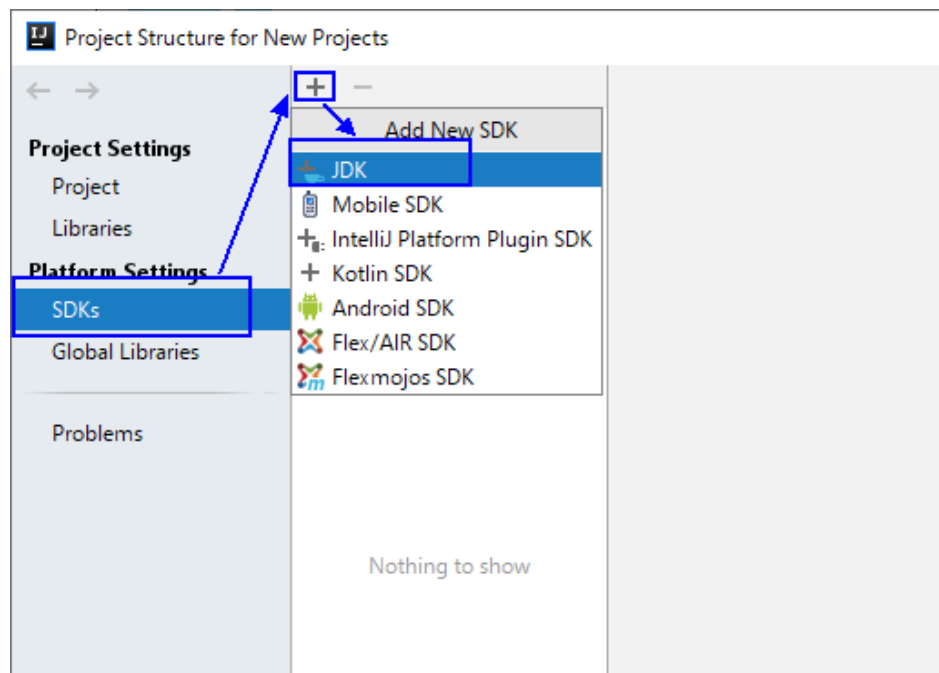 IJ Project Structure for New Projects
Project Settings
Project
Libraries
Platform Settings
SDKs
Global Libraries
Problems
Add New SDK
JDK
Mobile SDK
IntelliJ Platform Plugin SDK
Kotlin SDK
Android SDK
Flex/AIR SDK
Flexmojos SDK
Nothing to show